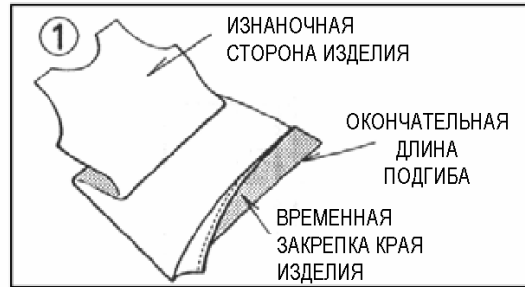 1
ИЗНАНОЧНАЯ
СТОРОНА ИЗДЕЛИЯ
ОКОНЧАТЕЛЬНАЯ
ДЛИНА
ПОДГИБА
ВРЕМЕННАЯ
ЗАКРЕПКА КРАЯ
ИЗДЕЛИЯ